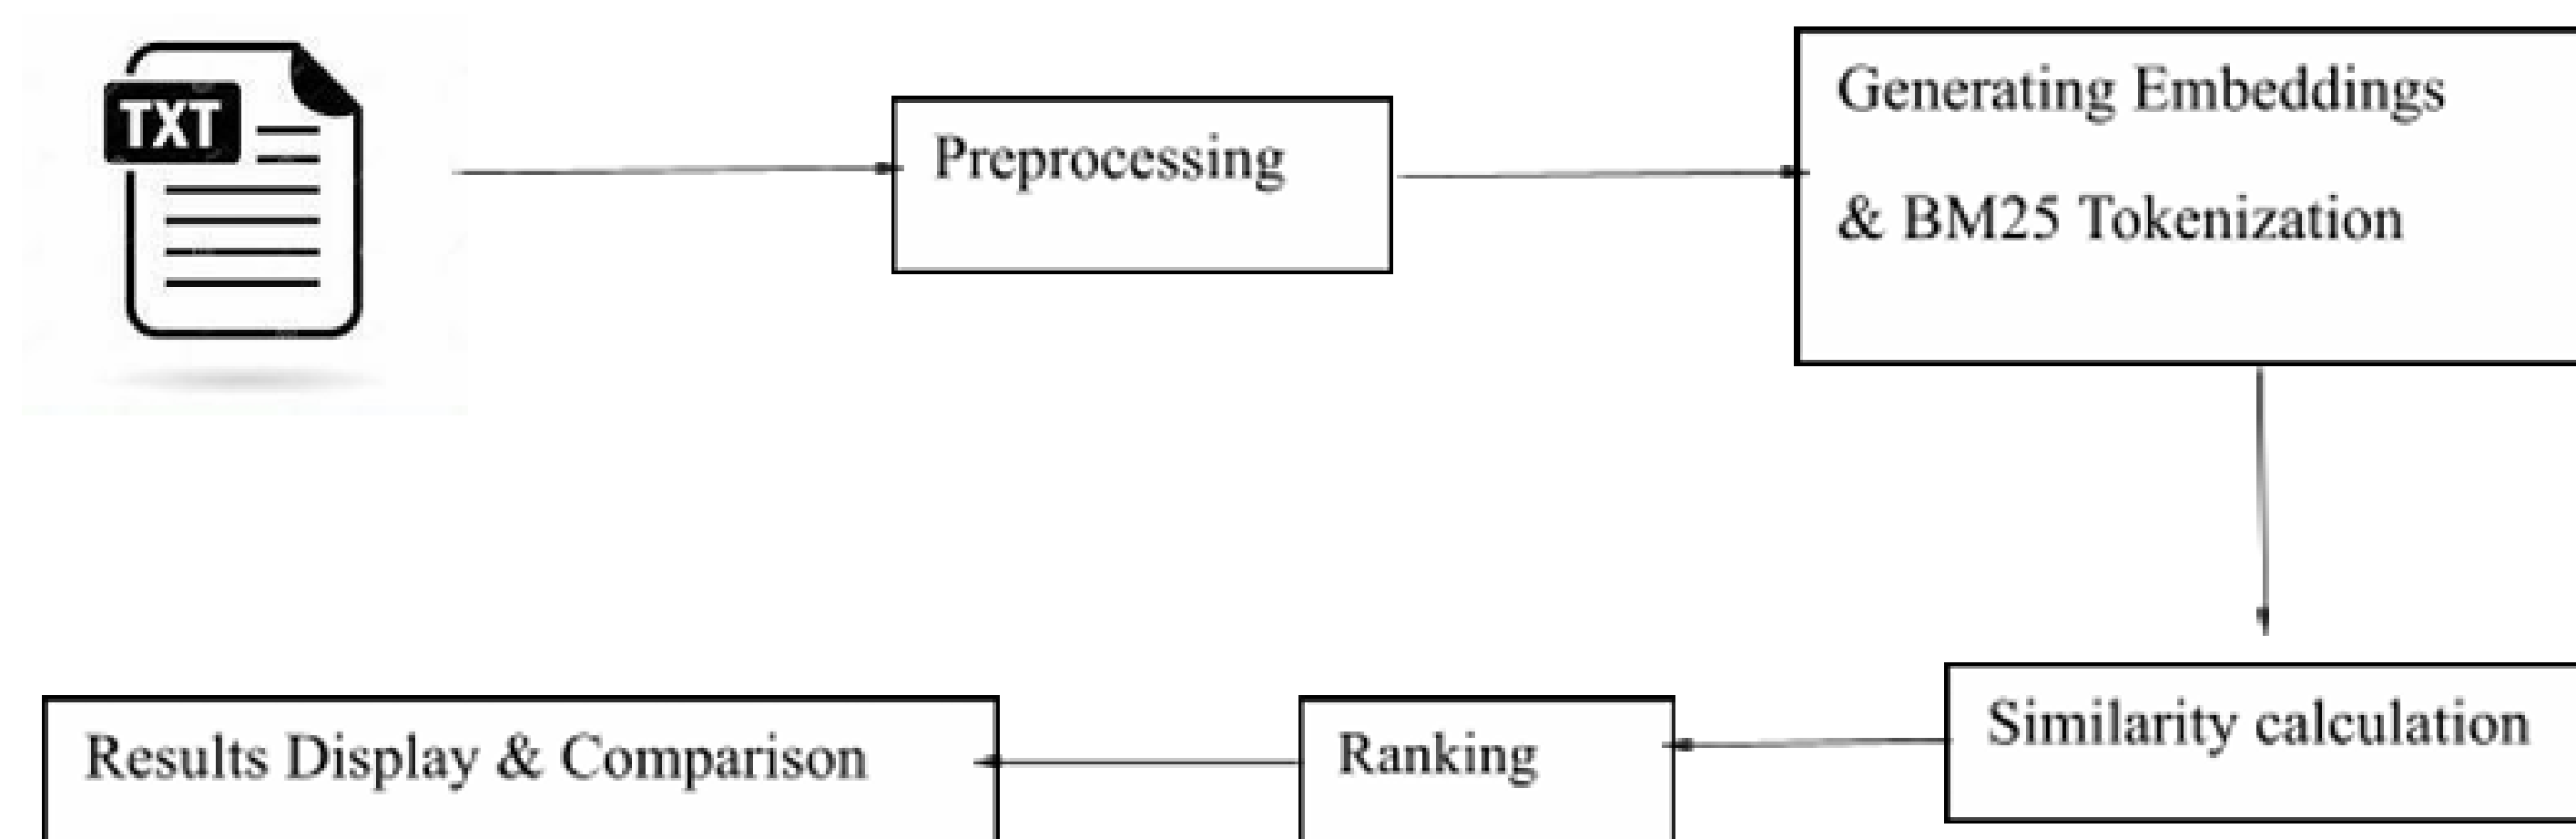 TXT
Preprocessing
Generating Embeddings
& BM25 Tokenization
Similarity calculation
Ranking
Results Display & Comparison